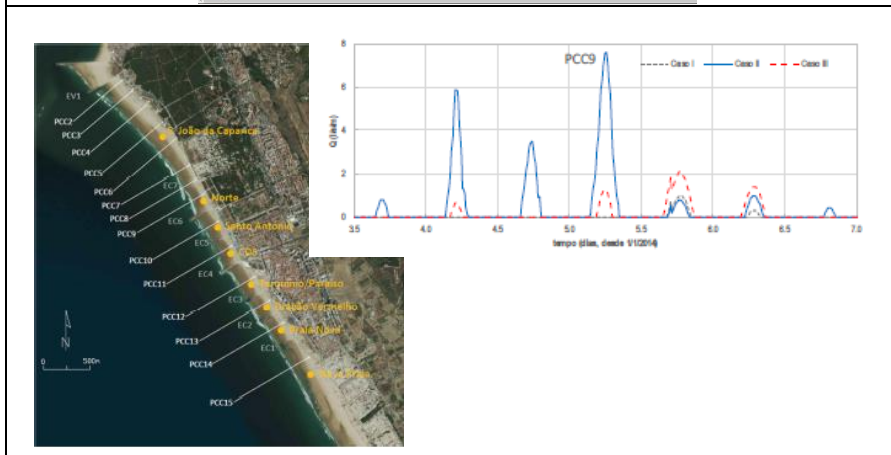 EV1
PCC2
PCC3
PCC4
S. João da Caparica
PCC5
PCC6
EC7
PCC7
Norte
PCC8
EC6
PCC9
Santo António
EC5
PCC10
CDS
EC4
PCC11
Tarquínio/Paraíso
EC3
PCC12
Dragão Vermelho
EC2
PCC13
Praia Nova
EC1
PCC14
PCC15
0
500m
PCC9
Caso I
Caso II
Caso III
8
6
4
2
0
3.5 4.0 4.5 5.0 5.5 6.0 6.5 7.0
tempo (dias, desde 1/1/2014)